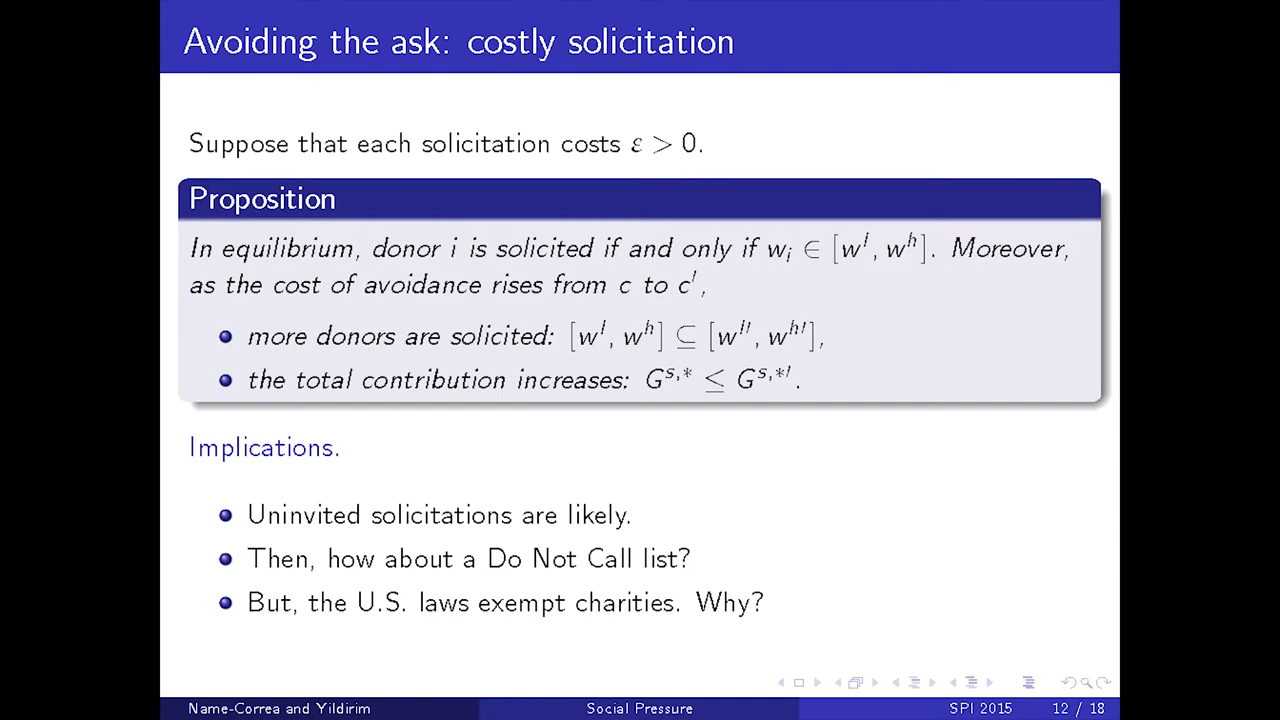 Avoiding the ask: costly solicitation
Suppose that each solicitation costs ε > 0.
Proposition
In equilibrium, donor i is solicited if and only if wᵢ ∈ [wˡ, wʰ]. Moreover,
as the cost of avoidance rises from c to c′,
more donors are solicited: [wˡ, wʰ] ⊆ [wˡ′, wʰ′],
the total contribution increases: Gˢ,* ≤ Gˢ,*′.
Implications.
Uninvited solicitations are likely.
Then, how about a Do Not Call list?
But, the U.S. laws exempt charities. Why?
Name-Correa and Yildirim Social Pressure SPI 2015 12 / 18